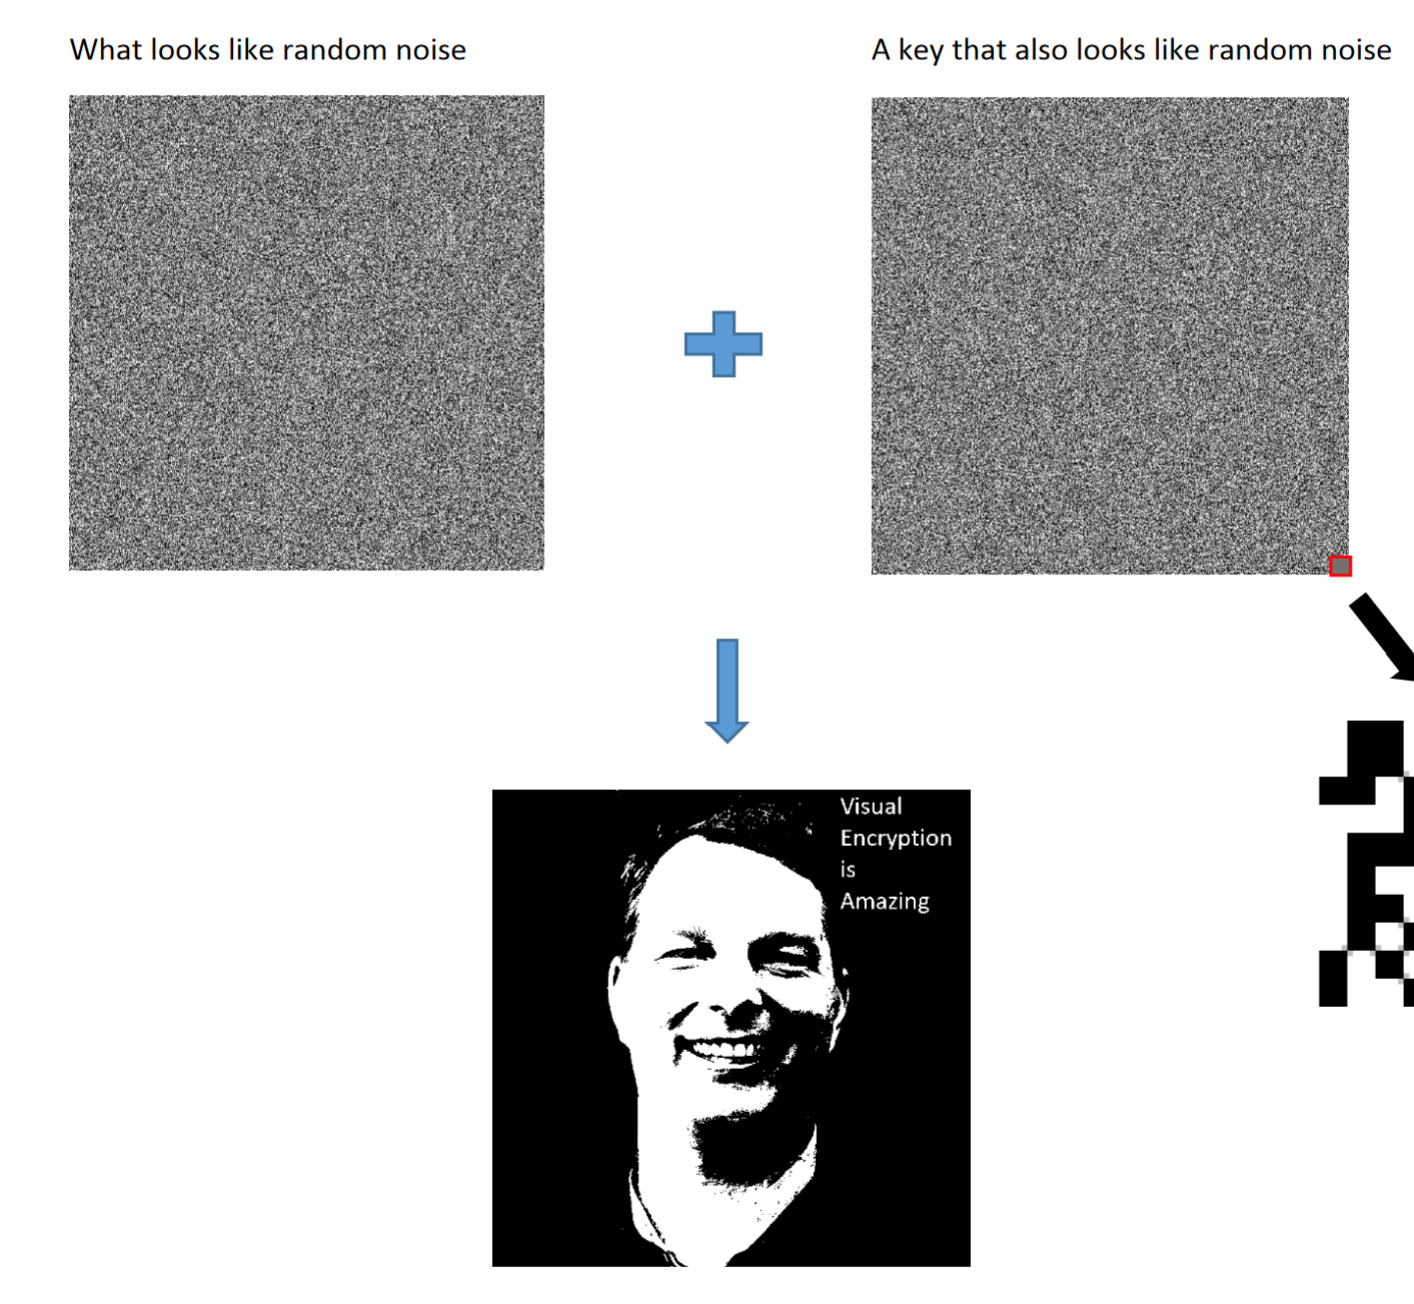 What looks like random noise
A key that also looks like random noise
Visual
Encryption
is
Amazing